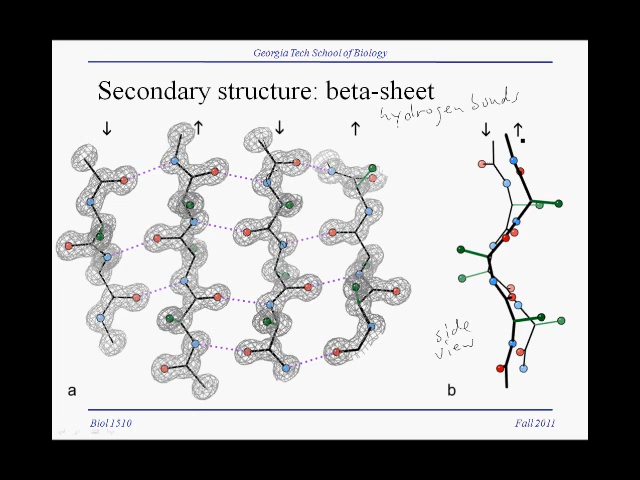 Georgia Tech School of Biology
Secondary structure: beta-sheet
hydrogen bonds
↓ ↑ ↓ ↑ ↓ ↑
side
view
a b
Biol 1510 Fall 2011